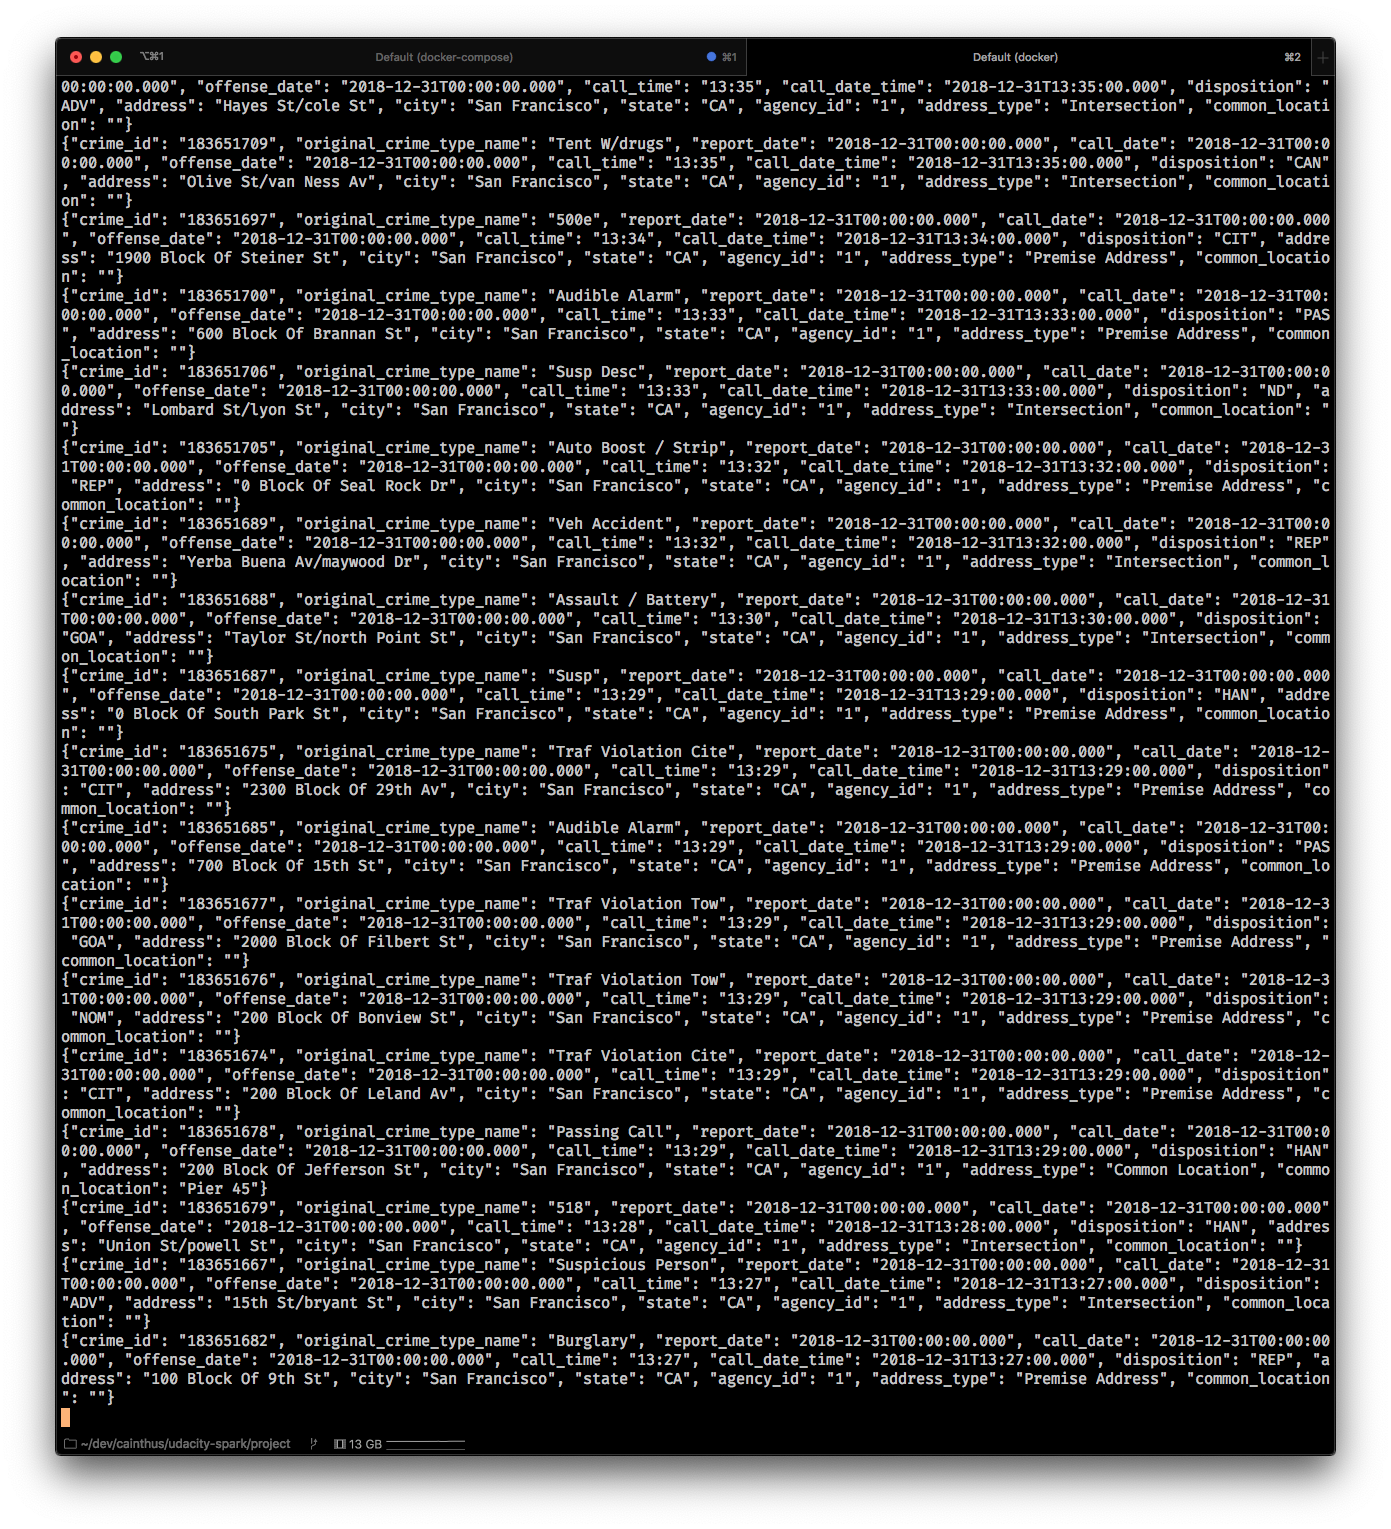 ⌥⌘1 Default (docker-compose) ⌘1 Default (docker) ⌘2 +
00:00:00.000", "offense_date": "2018-12-31T00:00:00.000", "call_time": "13:35", "call_date_time": "2018-12-31T13:35:00.000", "disposition": "
ADV", "address": "Hayes St/cole St", "city": "San Francisco", "state": "CA", "agency_id": "1", "address_type": "Intersection", "common_locati
on": ""}
{"crime_id": "183651709", "original_crime_type_name": "Tent W/drugs", "report_date": "2018-12-31T00:00:00.000", "call_date": "2018-12-31T00:0
0:00.000", "offense_date": "2018-12-31T00:00:00.000", "call_time": "13:35", "call_date_time": "2018-12-31T13:35:00.000", "disposition": "CAN"
, "address": "Olive St/van Ness Av", "city": "San Francisco", "state": "CA", "agency_id": "1", "address_type": "Intersection", "common_locati
on": ""}
{"crime_id": "183651697", "original_crime_type_name": "500e", "report_date": "2018-12-31T00:00:00.000", "call_date": "2018-12-31T00:00:00.000
", "offense_date": "2018-12-31T00:00:00.000", "call_time": "13:34", "call_date_time": "2018-12-31T13:34:00.000", "disposition": "CIT", "addre
ss": "1900 Block Of Steiner St", "city": "San Francisco", "state": "CA", "agency_id": "1", "address_type": "Premise Address", "common_locatio
n": ""}
{"crime_id": "183651700", "original_crime_type_name": "Audible Alarm", "report_date": "2018-12-31T00:00:00.000", "call_date": "2018-12-31T00:
00:00.000", "offense_date": "2018-12-31T00:00:00.000", "call_time": "13:33", "call_date_time": "2018-12-31T13:33:00.000", "disposition": "PAS
", "address": "600 Block Of Brannan St", "city": "San Francisco", "state": "CA", "agency_id": "1", "address_type": "Premise Address", "common
_location": ""}
{"crime_id": "183651706", "original_crime_type_name": "Susp Desc", "report_date": "2018-12-31T00:00:00.000", "call_date": "2018-12-31T00:00:0
0.000", "offense_date": "2018-12-31T00:00:00.000", "call_time": "13:33", "call_date_time": "2018-12-31T13:33:00.000", "disposition": "ND", "a
ddress": "Lombard St/lyon St", "city": "San Francisco", "state": "CA", "agency_id": "1", "address_type": "Intersection", "common_location": "
"}
{"crime_id": "183651705", "original_crime_type_name": "Auto Boost / Strip", "report_date": "2018-12-31T00:00:00.000", "call_date": "2018-12-3
1T00:00:00.000", "offense_date": "2018-12-31T00:00:00.000", "call_time": "13:32", "call_date_time": "2018-12-31T13:32:00.000", "disposition":
 "REP", "address": "0 Block Of Seal Rock Dr", "city": "San Francisco", "state": "CA", "agency_id": "1", "address_type": "Premise Address", "c
ommon_location": ""}
{"crime_id": "183651689", "original_crime_type_name": "Veh Accident", "report_date": "2018-12-31T00:00:00.000", "call_date": "2018-12-31T00:0
0:00.000", "offense_date": "2018-12-31T00:00:00.000", "call_time": "13:32", "call_date_time": "2018-12-31T13:32:00.000", "disposition": "REP"
, "address": "Yerba Buena Av/maywood Dr", "city": "San Francisco", "state": "CA", "agency_id": "1", "address_type": "Intersection", "common_l
ocation": ""}
{"crime_id": "183651688", "original_crime_type_name": "Assault / Battery", "report_date": "2018-12-31T00:00:00.000", "call_date": "2018-12-31
T00:00:00.000", "offense_date": "2018-12-31T00:00:00.000", "call_time": "13:30", "call_date_time": "2018-12-31T13:30:00.000", "disposition": 
"GOA", "address": "Taylor St/north Point St", "city": "San Francisco", "state": "CA", "agency_id": "1", "address_type": "Intersection", "comm
on_location": ""}
{"crime_id": "183651687", "original_crime_type_name": "Susp", "report_date": "2018-12-31T00:00:00.000", "call_date": "2018-12-31T00:00:00.000
", "offense_date": "2018-12-31T00:00:00.000", "call_time": "13:29", "call_date_time": "2018-12-31T13:29:00.000", "disposition": "HAN", "addre
ss": "0 Block Of South Park St", "city": "San Francisco", "state": "CA", "agency_id": "1", "address_type": "Premise Address", "common_locatio
n": ""}
{"crime_id": "183651675", "original_crime_type_name": "Traf Violation Cite", "report_date": "2018-12-31T00:00:00.000", "call_date": "2018-12-
31T00:00:00.000", "offense_date": "2018-12-31T00:00:00.000", "call_time": "13:29", "call_date_time": "2018-12-31T13:29:00.000", "disposition"
: "CIT", "address": "2300 Block Of 29th Av", "city": "San Francisco", "state": "CA", "agency_id": "1", "address_type": "Premise Address", "co
mmon_location": ""}
{"crime_id": "183651685", "original_crime_type_name": "Audible Alarm", "report_date": "2018-12-31T00:00:00.000", "call_date": "2018-12-31T00:
00:00.000", "offense_date": "2018-12-31T00:00:00.000", "call_time": "13:29", "call_date_time": "2018-12-31T13:29:00.000", "disposition": "PAS
", "address": "700 Block Of 15th St", "city": "San Francisco", "state": "CA", "agency_id": "1", "address_type": "Premise Address", "common_lo
cation": ""}
{"crime_id": "183651677", "original_crime_type_name": "Traf Violation Tow", "report_date": "2018-12-31T00:00:00.000", "call_date": "2018-12-3
1T00:00:00.000", "offense_date": "2018-12-31T00:00:00.000", "call_time": "13:29", "call_date_time": "2018-12-31T13:29:00.000", "disposition":
 "GOA", "address": "2000 Block Of Filbert St", "city": "San Francisco", "state": "CA", "agency_id": "1", "address_type": "Premise Address", "
common_location": ""}
{"crime_id": "183651676", "original_crime_type_name": "Traf Violation Tow", "report_date": "2018-12-31T00:00:00.000", "call_date": "2018-12-3
1T00:00:00.000", "offense_date": "2018-12-31T00:00:00.000", "call_time": "13:29", "call_date_time": "2018-12-31T13:29:00.000", "disposition":
 "NOM", "address": "200 Block Of Bonview St", "city": "San Francisco", "state": "CA", "agency_id": "1", "address_type": "Premise Address", "c
ommon_location": ""}
{"crime_id": "183651674", "original_crime_type_name": "Traf Violation Cite", "report_date": "2018-12-31T00:00:00.000", "call_date": "2018-12-
31T00:00:00.000", "offense_date": "2018-12-31T00:00:00.000", "call_time": "13:29", "call_date_time": "2018-12-31T13:29:00.000", "disposition"
: "CIT", "address": "200 Block Of Leland Av", "city": "San Francisco", "state": "CA", "agency_id": "1", "address_type": "Premise Address", "c
ommon_location": ""}
{"crime_id": "183651678", "original_crime_type_name": "Passing Call", "report_date": "2018-12-31T00:00:00.000", "call_date": "2018-12-31T00:0
0:00.000", "offense_date": "2018-12-31T00:00:00.000", "call_time": "13:29", "call_date_time": "2018-12-31T13:29:00.000", "disposition": "HAN"
, "address": "200 Block Of Jefferson St", "city": "San Francisco", "state": "CA", "agency_id": "1", "address_type": "Common Location", "commo
n_location": "Pier 45"}
{"crime_id": "183651679", "original_crime_type_name": "518", "report_date": "2018-12-31T00:00:00.000", "call_date": "2018-12-31T00:00:00.000"
, "offense_date": "2018-12-31T00:00:00.000", "call_time": "13:28", "call_date_time": "2018-12-31T13:28:00.000", "disposition": "HAN", "addres
s": "Union St/powell St", "city": "San Francisco", "state": "CA", "agency_id": "1", "address_type": "Intersection", "common_location": ""}
{"crime_id": "183651667", "original_crime_type_name": "Suspicious Person", "report_date": "2018-12-31T00:00:00.000", "call_date": "2018-12-31
T00:00:00.000", "offense_date": "2018-12-31T00:00:00.000", "call_time": "13:27", "call_date_time": "2018-12-31T13:27:00.000", "disposition": 
"ADV", "address": "15th St/bryant St", "city": "San Francisco", "state": "CA", "agency_id": "1", "address_type": "Intersection", "common_loca
tion": ""}
{"crime_id": "183651682", "original_crime_type_name": "Burglary", "report_date": "2018-12-31T00:00:00.000", "call_date": "2018-12-31T00:00:00
.000", "offense_date": "2018-12-31T00:00:00.000", "call_time": "13:27", "call_date_time": "2018-12-31T13:27:00.000", "disposition": "REP", "a
ddress": "100 Block Of 9th St", "city": "San Francisco", "state": "CA", "agency_id": "1", "address_type": "Premise Address", "common_location
": ""}
~/dev/cainthus/udacity-spark/project 13 GB